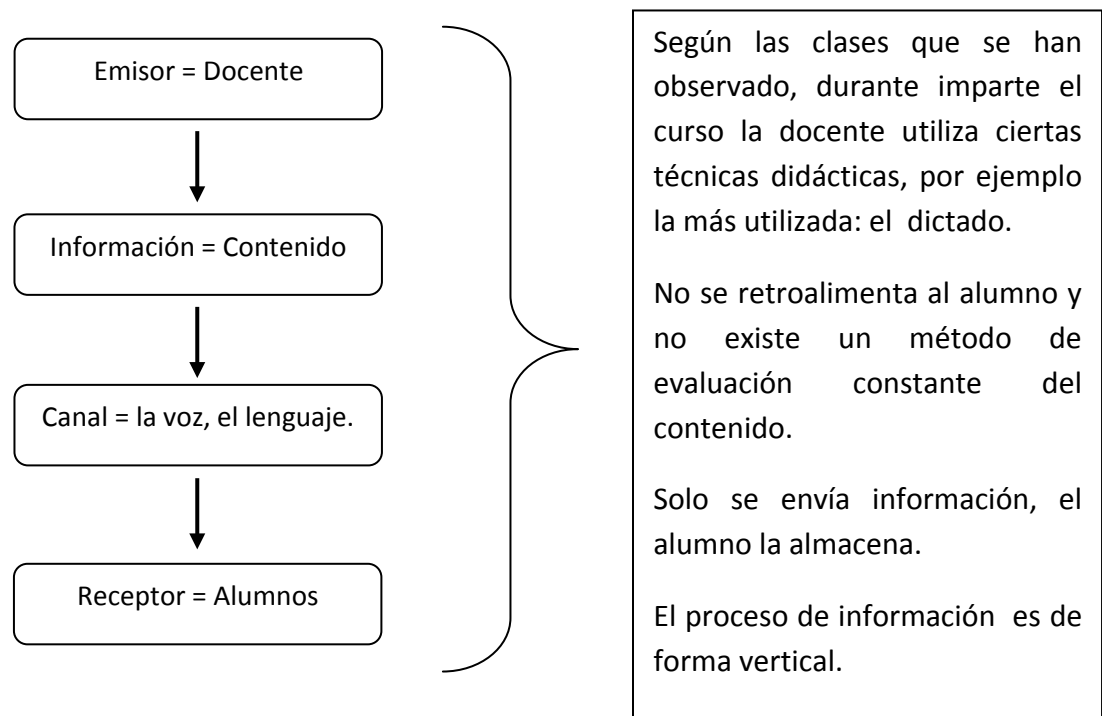 Emisor = Docente
Información = Contenido
Canal = la voz, el lenguaje.
Receptor = Alumnos
Según las clases que se han
observado, durante imparte el
curso la docente utiliza ciertas
técnicas didácticas, por ejemplo
la más utilizada: el dictado.
No se retroalimenta al alumno y
no existe un método de
evaluación constante del
contenido.
Solo se envía información, el
alumno la almacena.
El proceso de información es de
forma vertical.